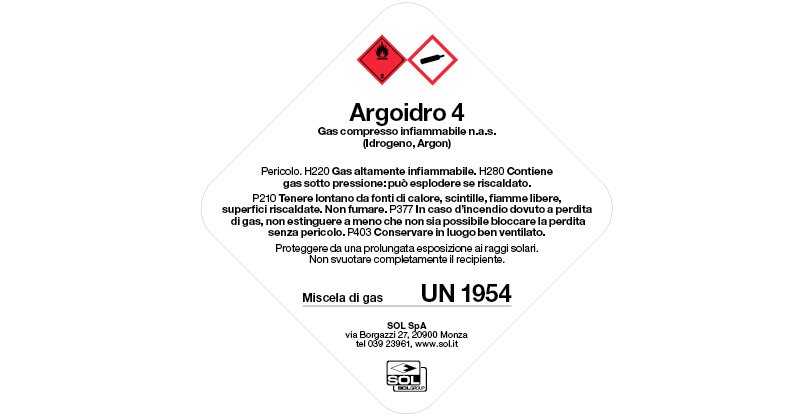 2
Argoidro 4
Gas compresso infiammabile n.a.s.
(Idrogeno, Argon)
Pericolo. H220 Gas altamente infiammabile. H280 Contiene
gas sotto pressione: può esplodere se riscaldato.
P210 Tenere lontano da fonti di calore, scintille, fiamme libere,
superfici riscaldate. Non fumare. P377 In caso d'incendio dovuto a perdita
di gas, non estinguere a meno che non sia possibile bloccare la perdita
senza pericolo. P403 Conservare in luogo ben ventilato.
Proteggere da una prolungata esposizione ai raggi solari.
Non svuotare completamente il recipiente.
Miscela di gas UN 1954
SOL SpA
via Borgazzi 27, 20900 Monza
tel 039 23961, www.sol.it
SOL
SOLGROUP